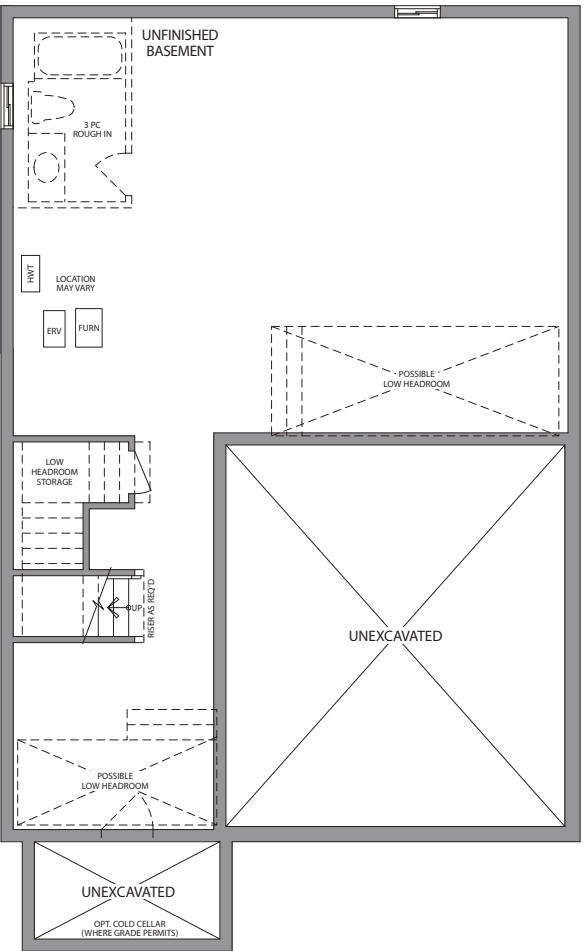 UNFINISHED
BASEMENT
3 PC
ROUGH IN
HWT
LOCATION
MAY VARY
ERV
FURN
POSSIBLE
LOW HEADROOM
LOW
HEADROOM
STORAGE
UP
RISER AS REQ'D
UNEXCAVATED
POSSIBLE
LOW HEADROOM
UNEXCAVATED
OPT. COLD CELLAR
(WHERE GRADE PERMITS)